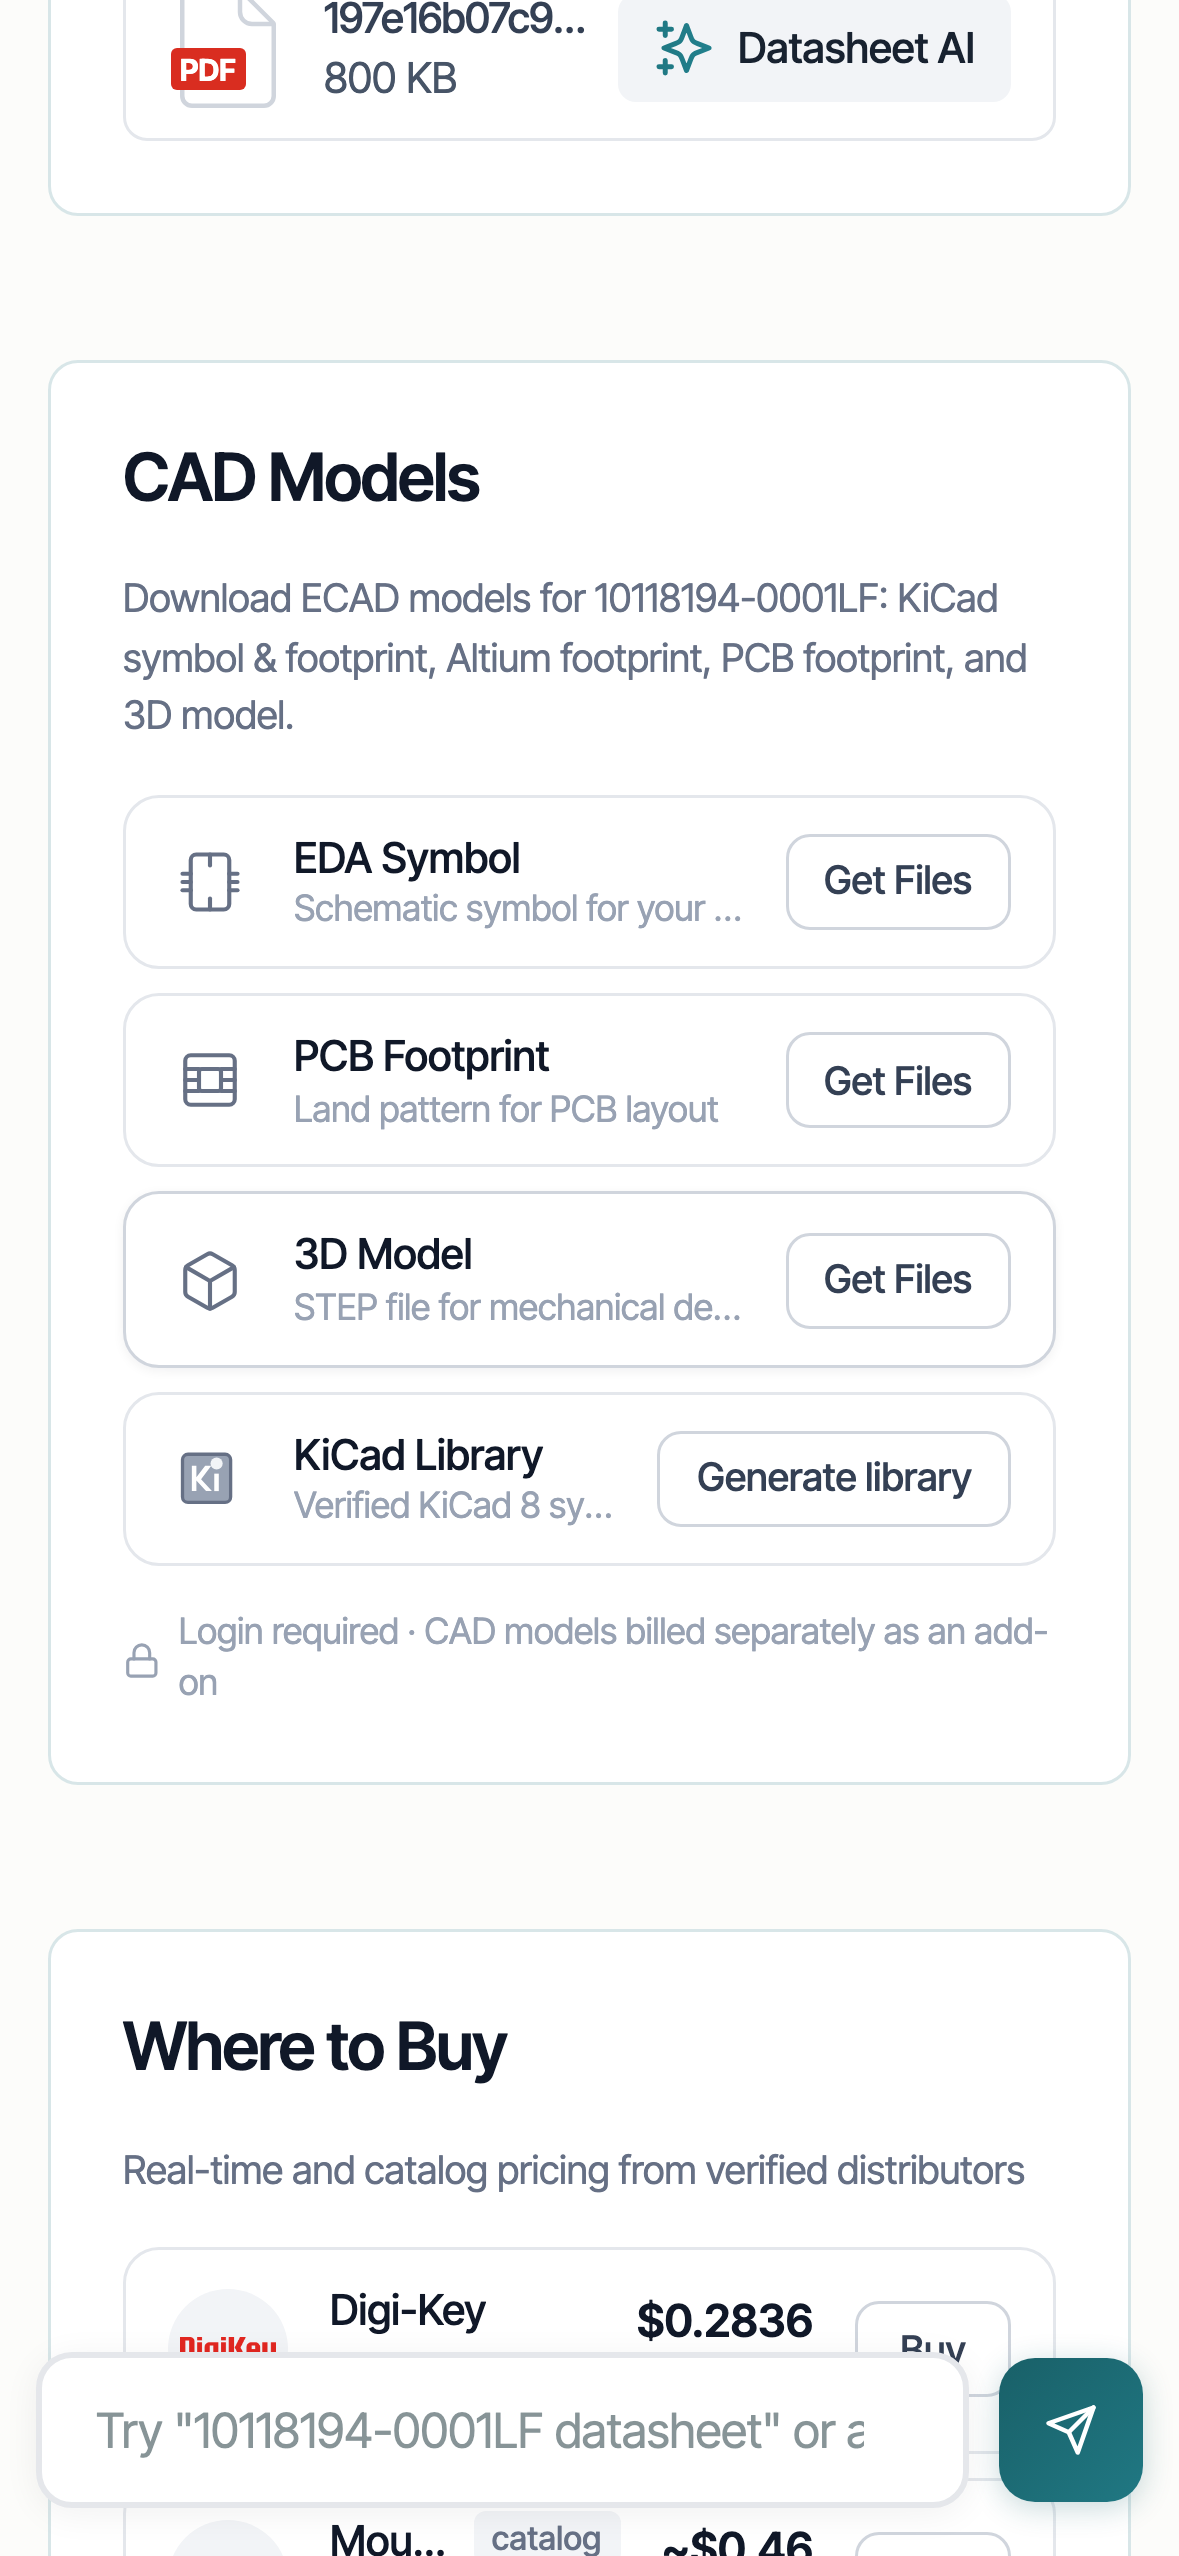 197e16b07c9...
PDF
800 KB
Datasheet AI
CAD Models
Download ECAD models for 10118194-0001LF: KiCad
symbol & footprint, Altium footprint, PCB footprint, and
3D model.
EDA Symbol
Schematic symbol for your ...
Get Files
PCB Footprint
Land pattern for PCB layout
Get Files
3D Model
STEP file for mechanical de...
Get Files
Ki
KiCad Library
Verified KiCad 8 sy...
Generate library
Login required · CAD models billed separately as an add-
on
Where to Buy
Real-time and catalog pricing from verified distributors
DigiKey
Digi-Key
$0.2836
Buy
Try "10118194-0001LF datasheet" or a
Mou...
catalog
~$0.46